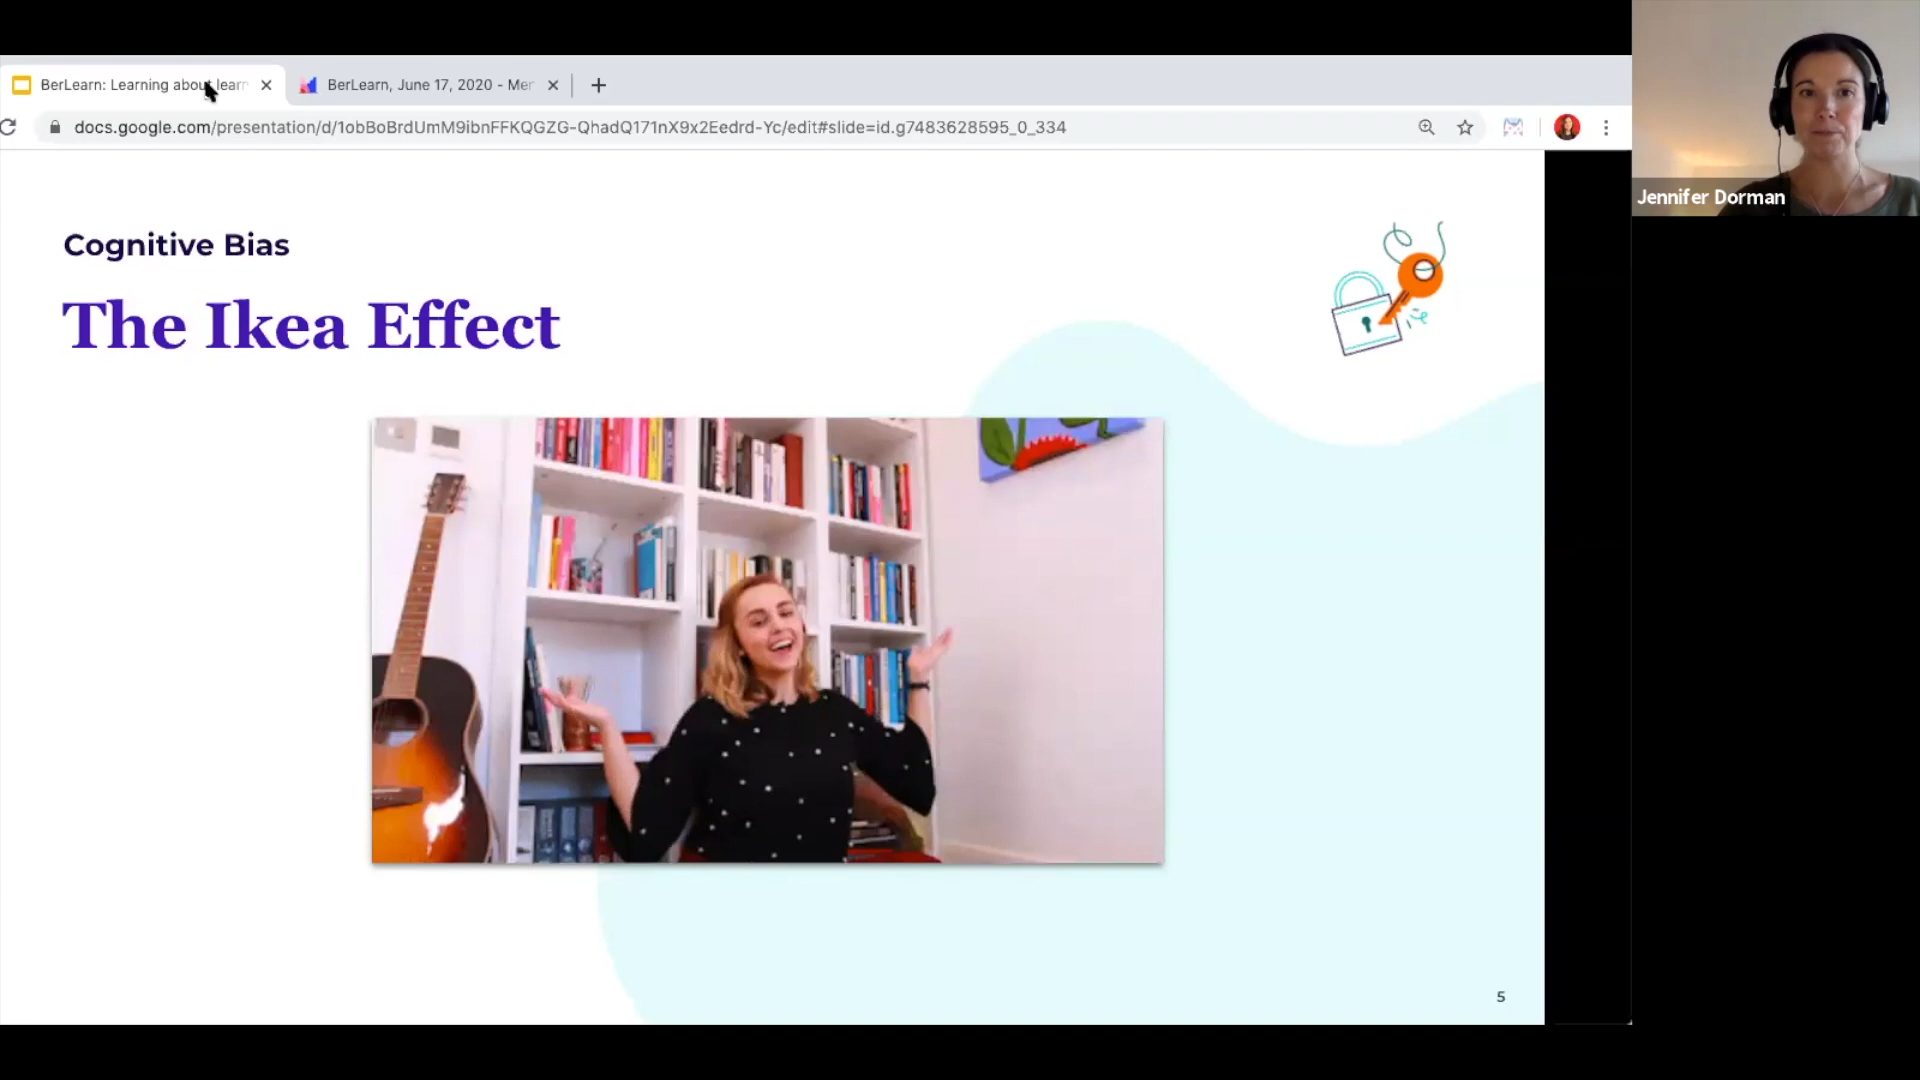 BerLearn: Learning about learn
BerLearn, June 17, 2020 - Mer
docs.google.com/presentation/d/1obBoBrdUmM9ibnFFKQGZG-QhadQ171nX9x2Eedrd-Yc/edit#slide=id.g7483628595_0_334
Jennifer Dorman
Cognitive Bias
The Ikea Effect
5